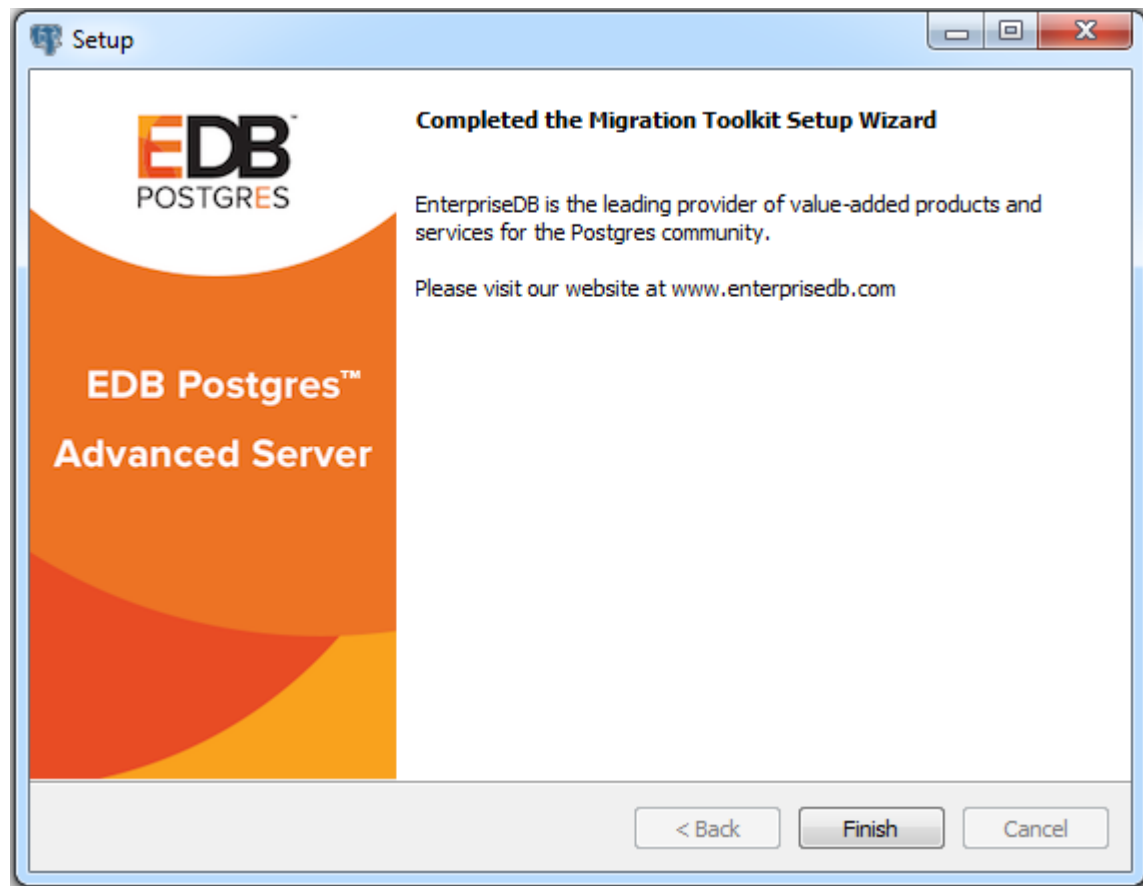 Setup
EDB™
POSTGRES
EDB Postgres™
Advanced Server
Completed the Migration Toolkit Setup Wizard
EnterpriseDB is the leading provider of value-added products and
services for the Postgres community.
Please visit our website at www.enterprisedb.com
< Back
Finish
Cancel